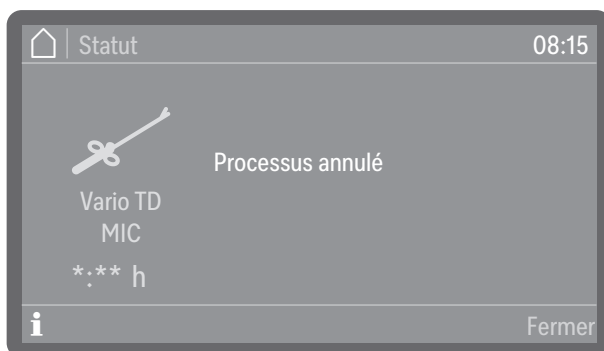 Statut
08:15
Processus annulé
Vario TD
MIC
*:** h
i
Fermer